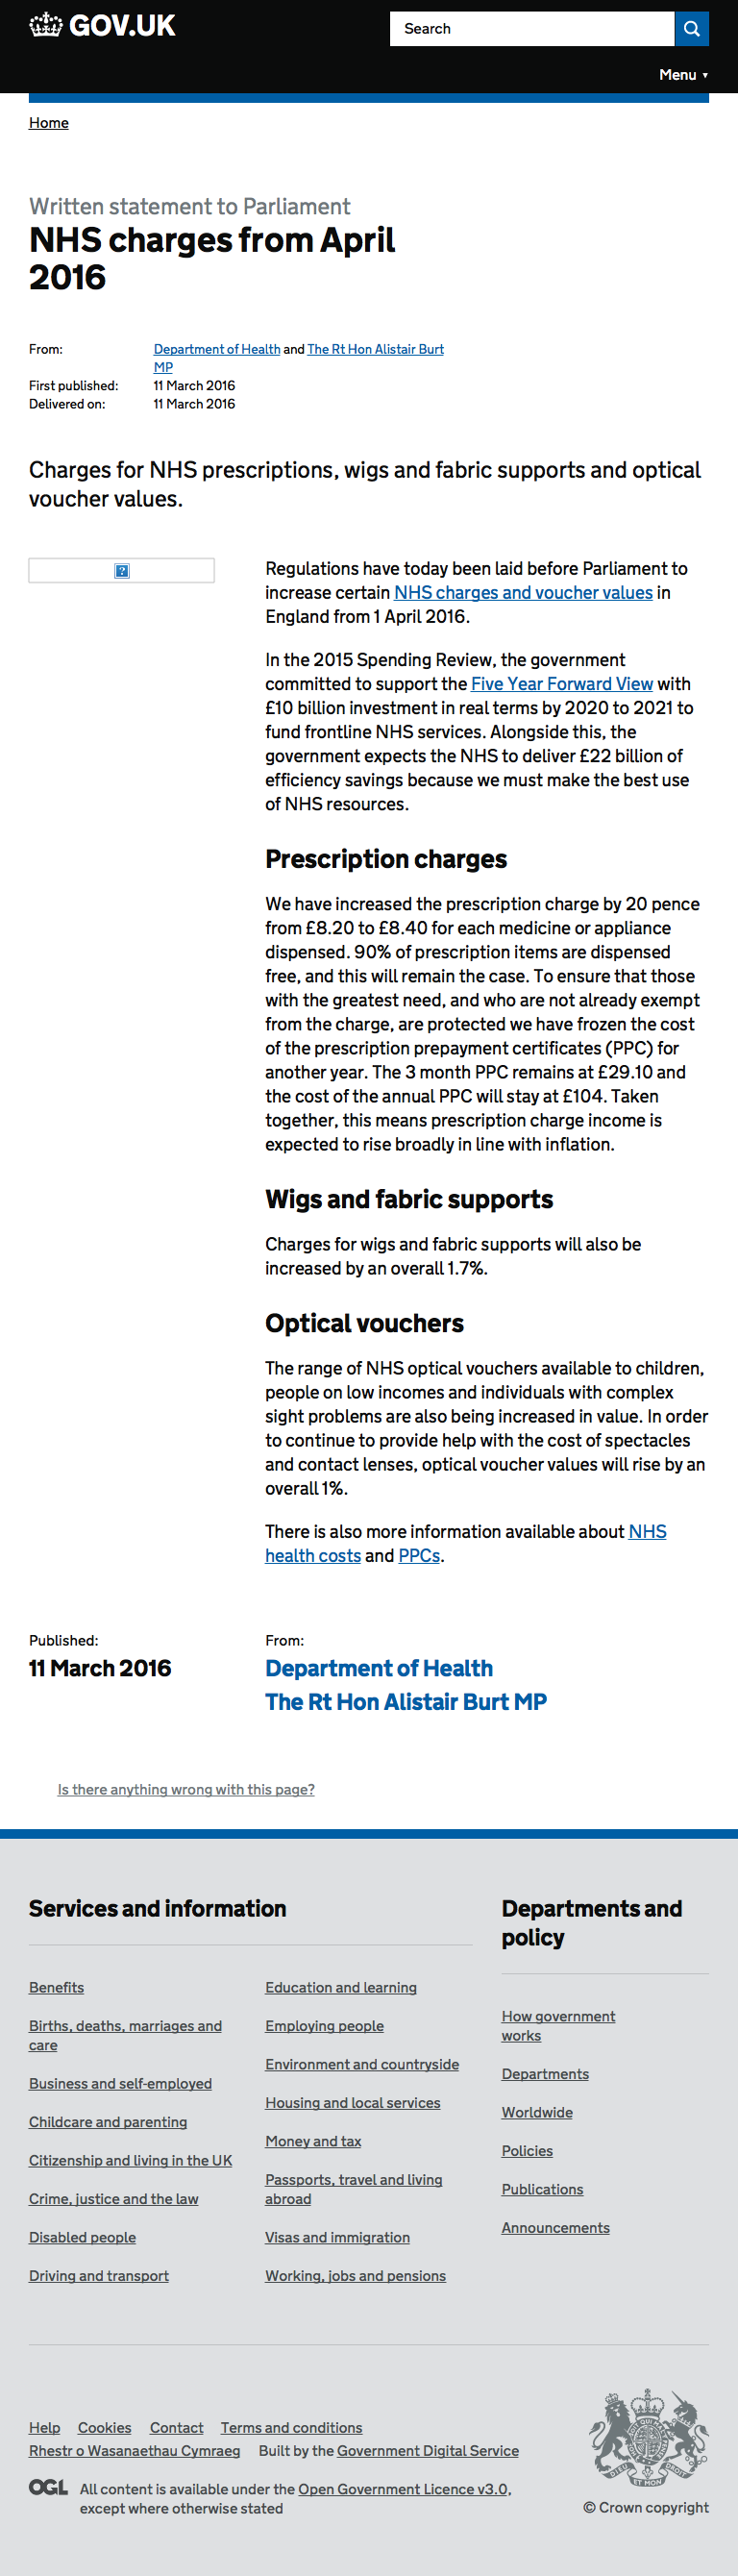 GOV.UK
Search
Menu ▼
Home
Written statement to Parliament
NHS charges from April
2016
From: Department of Health and The Rt Hon Alistair Burt
MP
First published: 11 March 2016
Delivered on: 11 March 2016
Charges for NHS prescriptions, wigs and fabric supports and optical
voucher values.
Regulations have today been laid before Parliament to
increase certain NHS charges and voucher values in
England from 1 April 2016.
In the 2015 Spending Review, the government
committed to support the Five Year Forward View with
£10 billion investment in real terms by 2020 to 2021 to
fund frontline NHS services. Alongside this, the
government expects the NHS to deliver £22 billion of
efficiency savings because we must make the best use
of NHS resources.
Prescription charges
We have increased the prescription charge by 20 pence
from £8.20 to £8.40 for each medicine or appliance
dispensed. 90% of prescription items are dispensed
free, and this will remain the case. To ensure that those
with the greatest need, and who are not already exempt
from the charge, are protected we have frozen the cost
of the prescription prepayment certificates (PPC) for
another year. The 3 month PPC remains at £29.10 and
the cost of the annual PPC will stay at £104. Taken
together, this means prescription charge income is
expected to rise broadly in line with inflation.
Wigs and fabric supports
Charges for wigs and fabric supports will also be
increased by an overall 1.7%.
Optical vouchers
The range of NHS optical vouchers available to children,
people on low incomes and individuals with complex
sight problems are also being increased in value. In order
to continue to provide help with the cost of spectacles
and contact lenses, optical voucher values will rise by an
overall 1%.
There is also more information available about NHS
health costs and PPCs.
Published:
11 March 2016
From:
Department of Health
The Rt Hon Alistair Burt MP
Is there anything wrong with this page?
Services and information
Benefits
Births, deaths, marriages and
care
Business and self-employed
Childcare and parenting
Citizenship and living in the UK
Crime, justice and the law
Disabled people
Driving and transport
Education and learning
Employing people
Environment and countryside
Housing and local services
Money and tax
Passports, travel and living
abroad
Visas and immigration
Working, jobs and pensions
Departments and
policy
How government
works
Departments
Worldwide
Policies
Publications
Announcements
Help Cookies Contact Terms and conditions
Rhestr o Wasanaethau Cymraeg Built by the Government Digital Service
OGL All content is available under the Open Government Licence v3.0,
except where otherwise stated
© Crown copyright